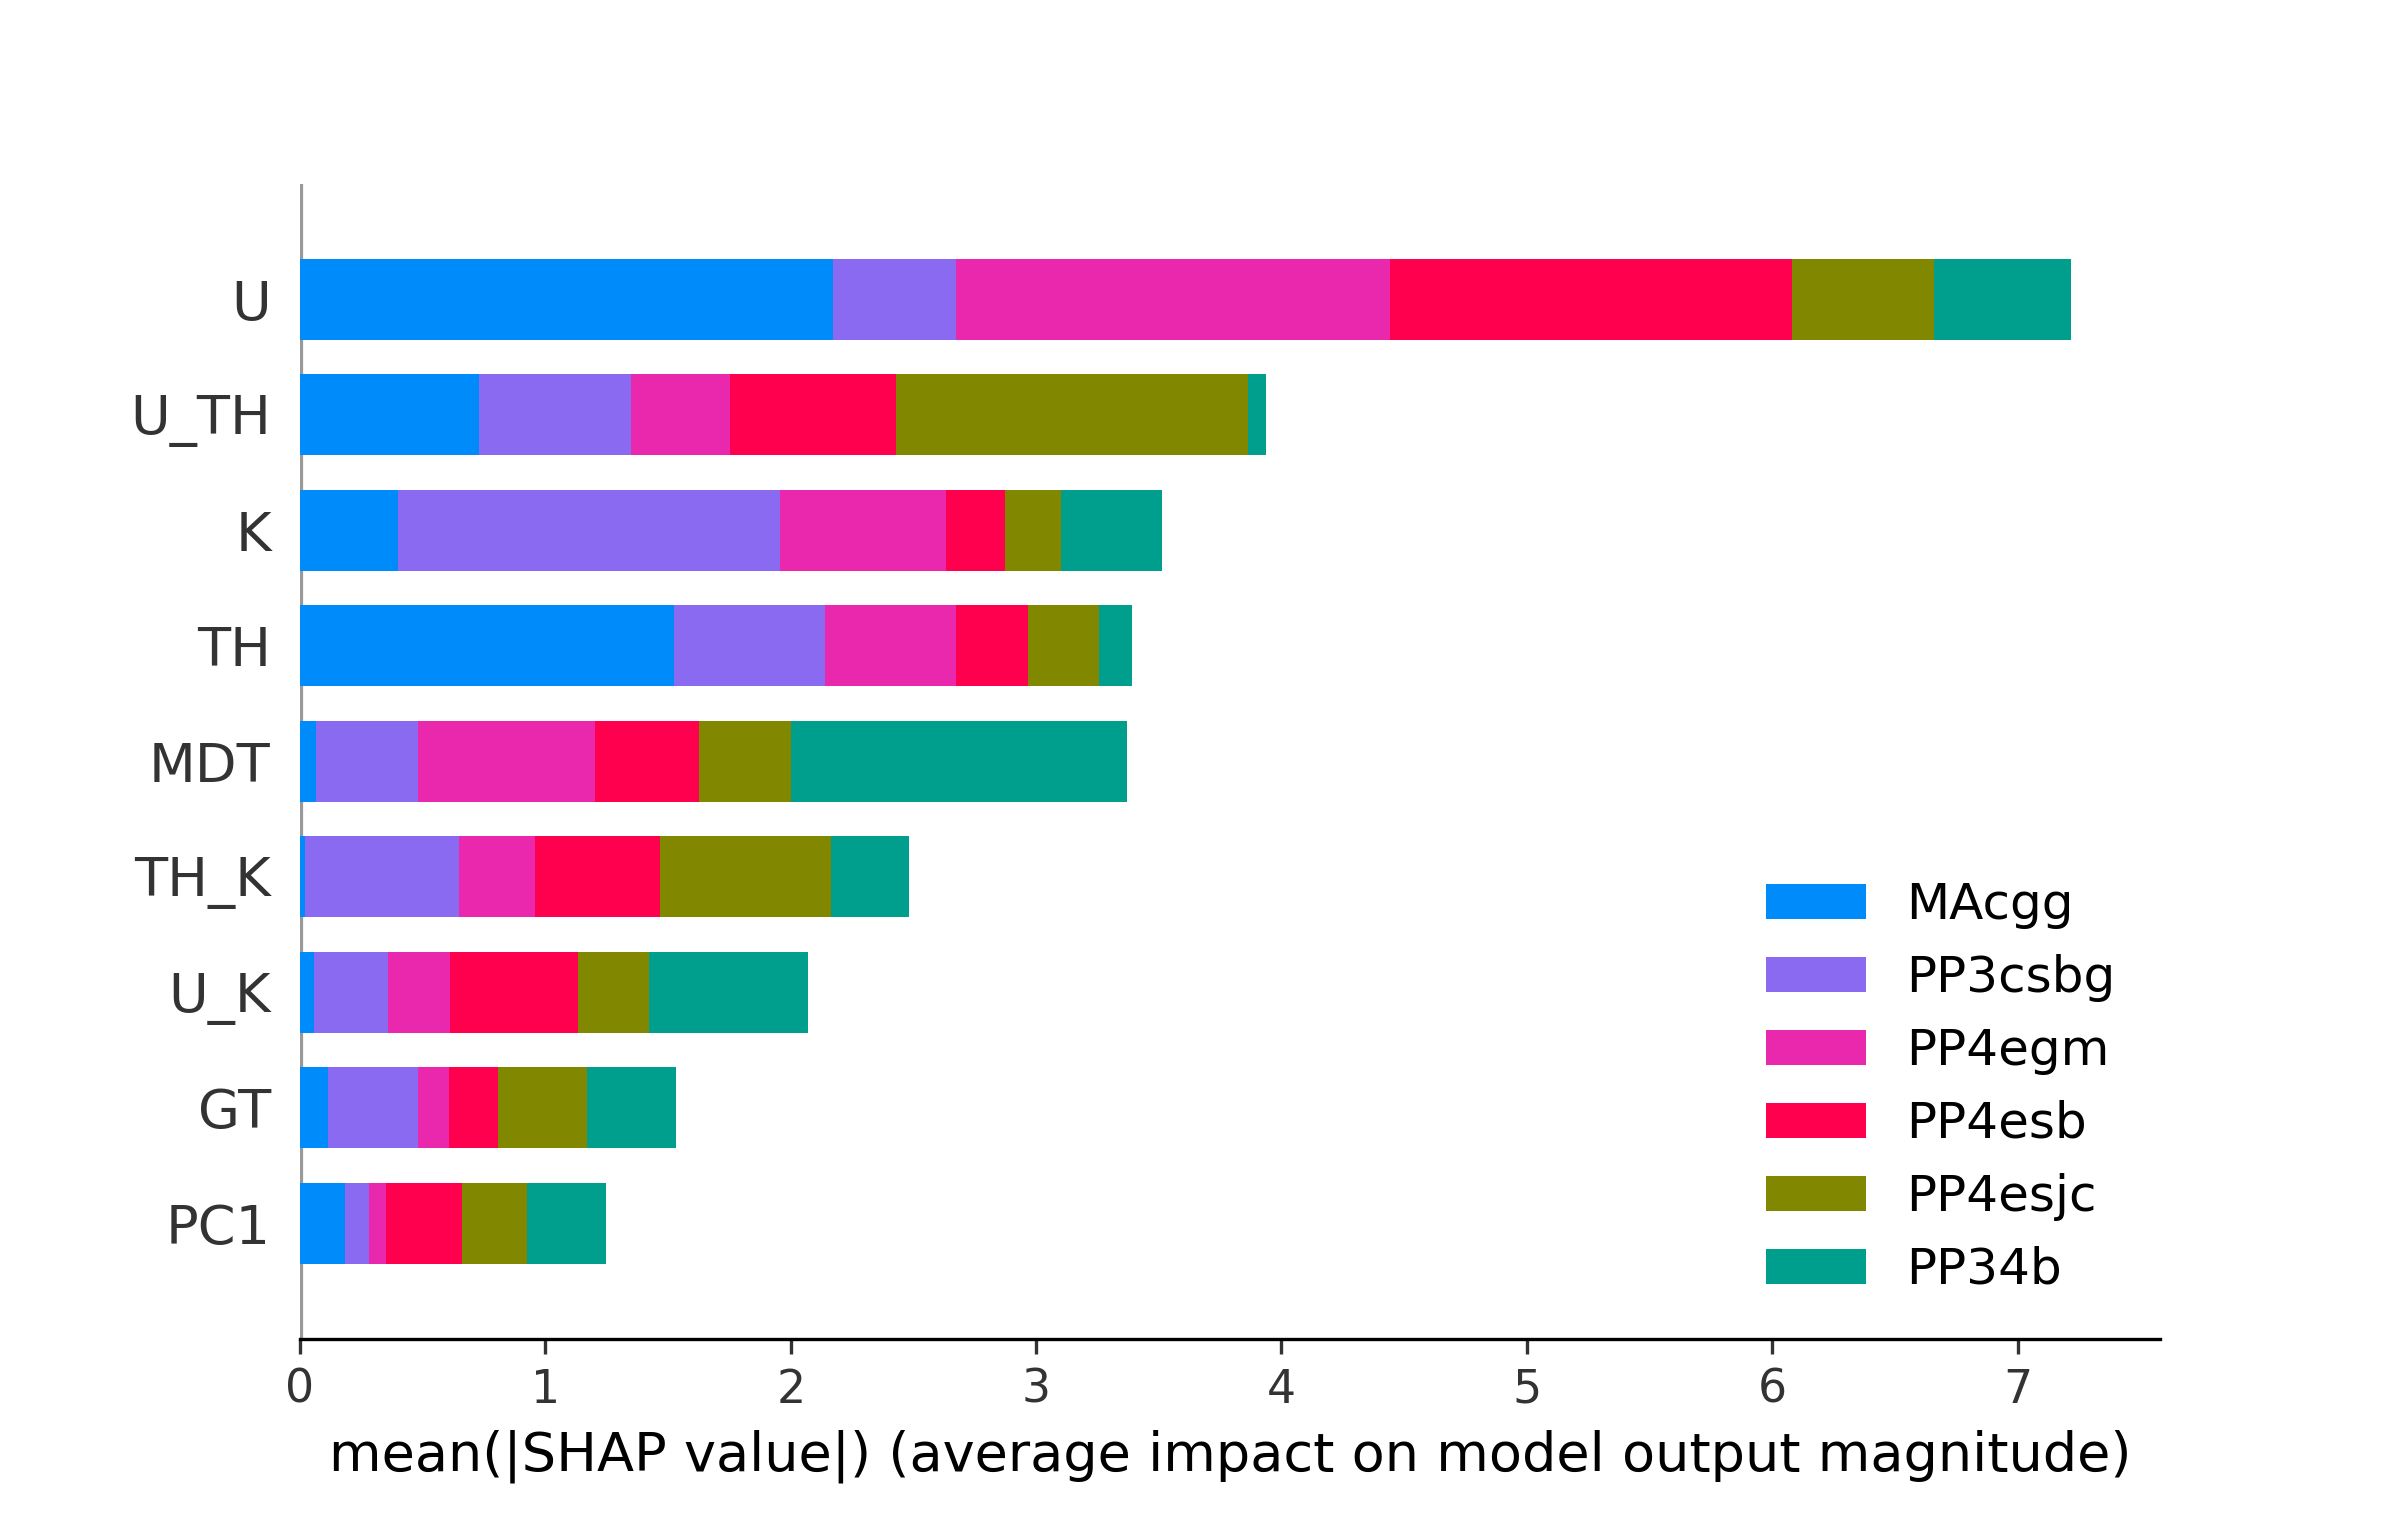 U
U_TH
K
TH
MDT
TH_K
U_K
GT
PC1
MAcgg
PP3csbg
PP4egm
PP4esb
PP4esjc
PP34b
0 1 2 3 4 5 6 7
mean(|SHAP value|) (average impact on model output magnitude)